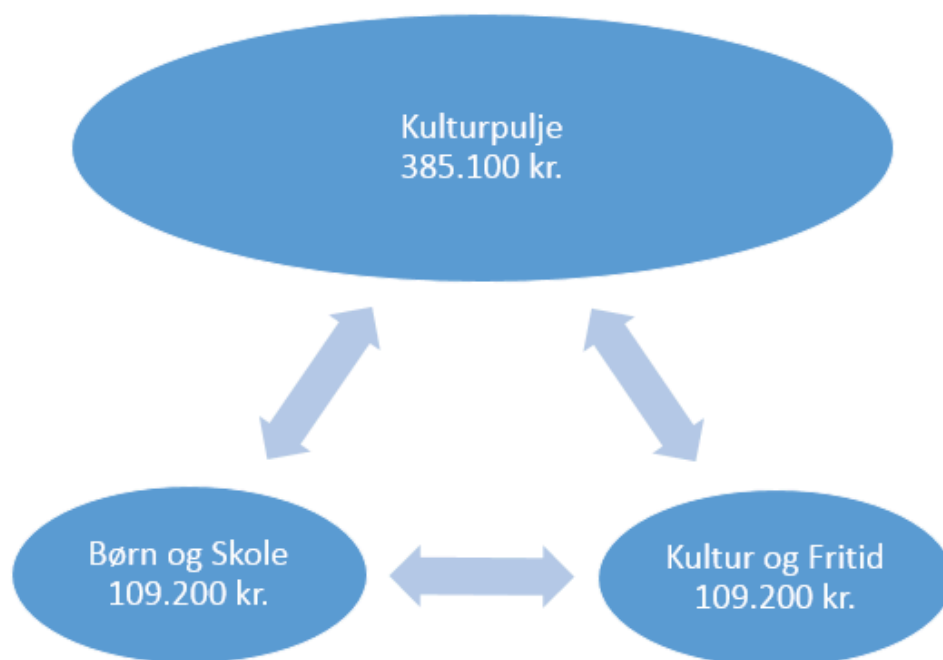 Kulturpulje
385.100 kr.
Børn og Skole
109.200 kr.
Kultur og Fritid
109.200 kr.